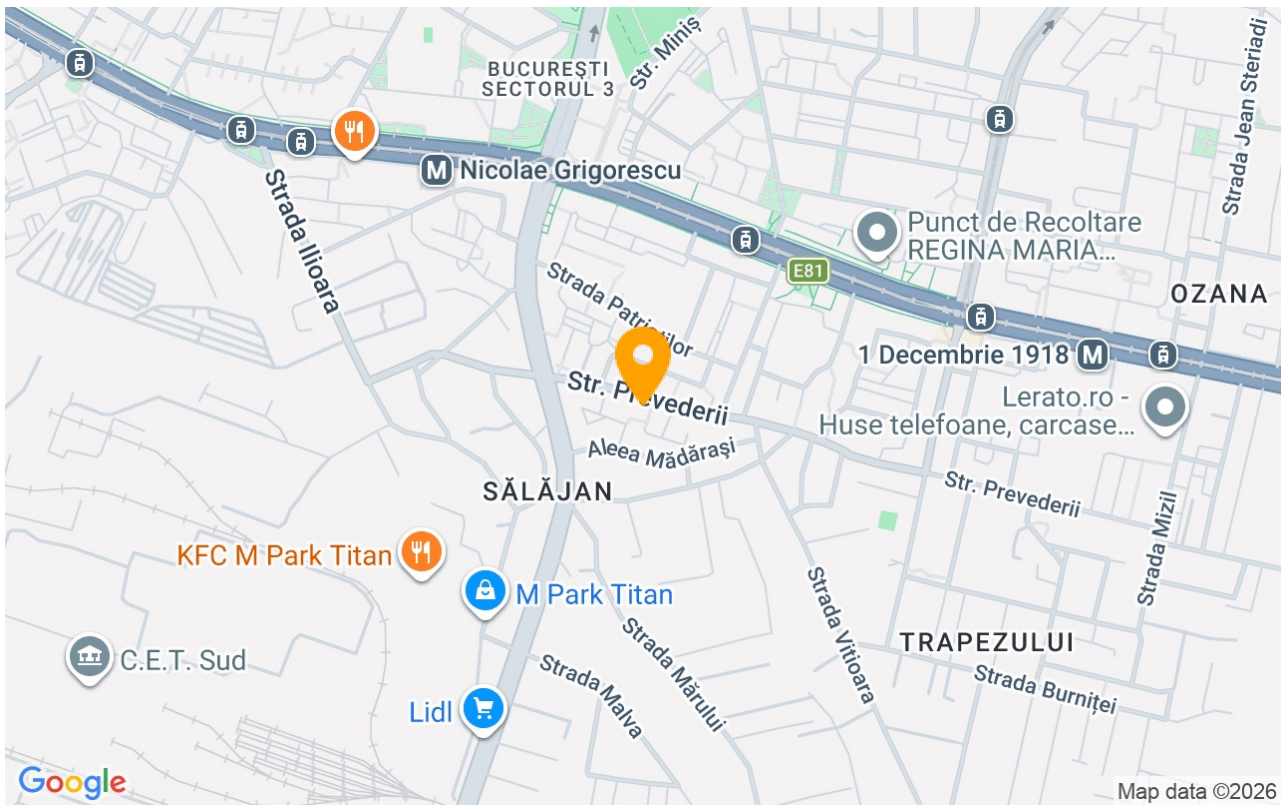 Str. Miniș
BUCUREȘTI
SECTORUL 3
Strada Jean Steriadi
M Nicolae Grigorescu
Strada Ilioara
Punct de Recoltare
REGINA MARIA...
E81
OZANA
Strada Patrioților
1 Decembrie 1918 M
Str. Prevederii
Lerato.ro -
Huse telefoane, carcase...
Aleea Mădărași
SĂLĂJAN
Str. Prevederii
Strada Mizil
KFC M Park Titan
M Park Titan
Strada Vitioara
TRAPEZULUI
C.E.T. Sud
Strada Mărului
Strada Malva
Strada Burniței
Lidl
Google
Map data ©2026